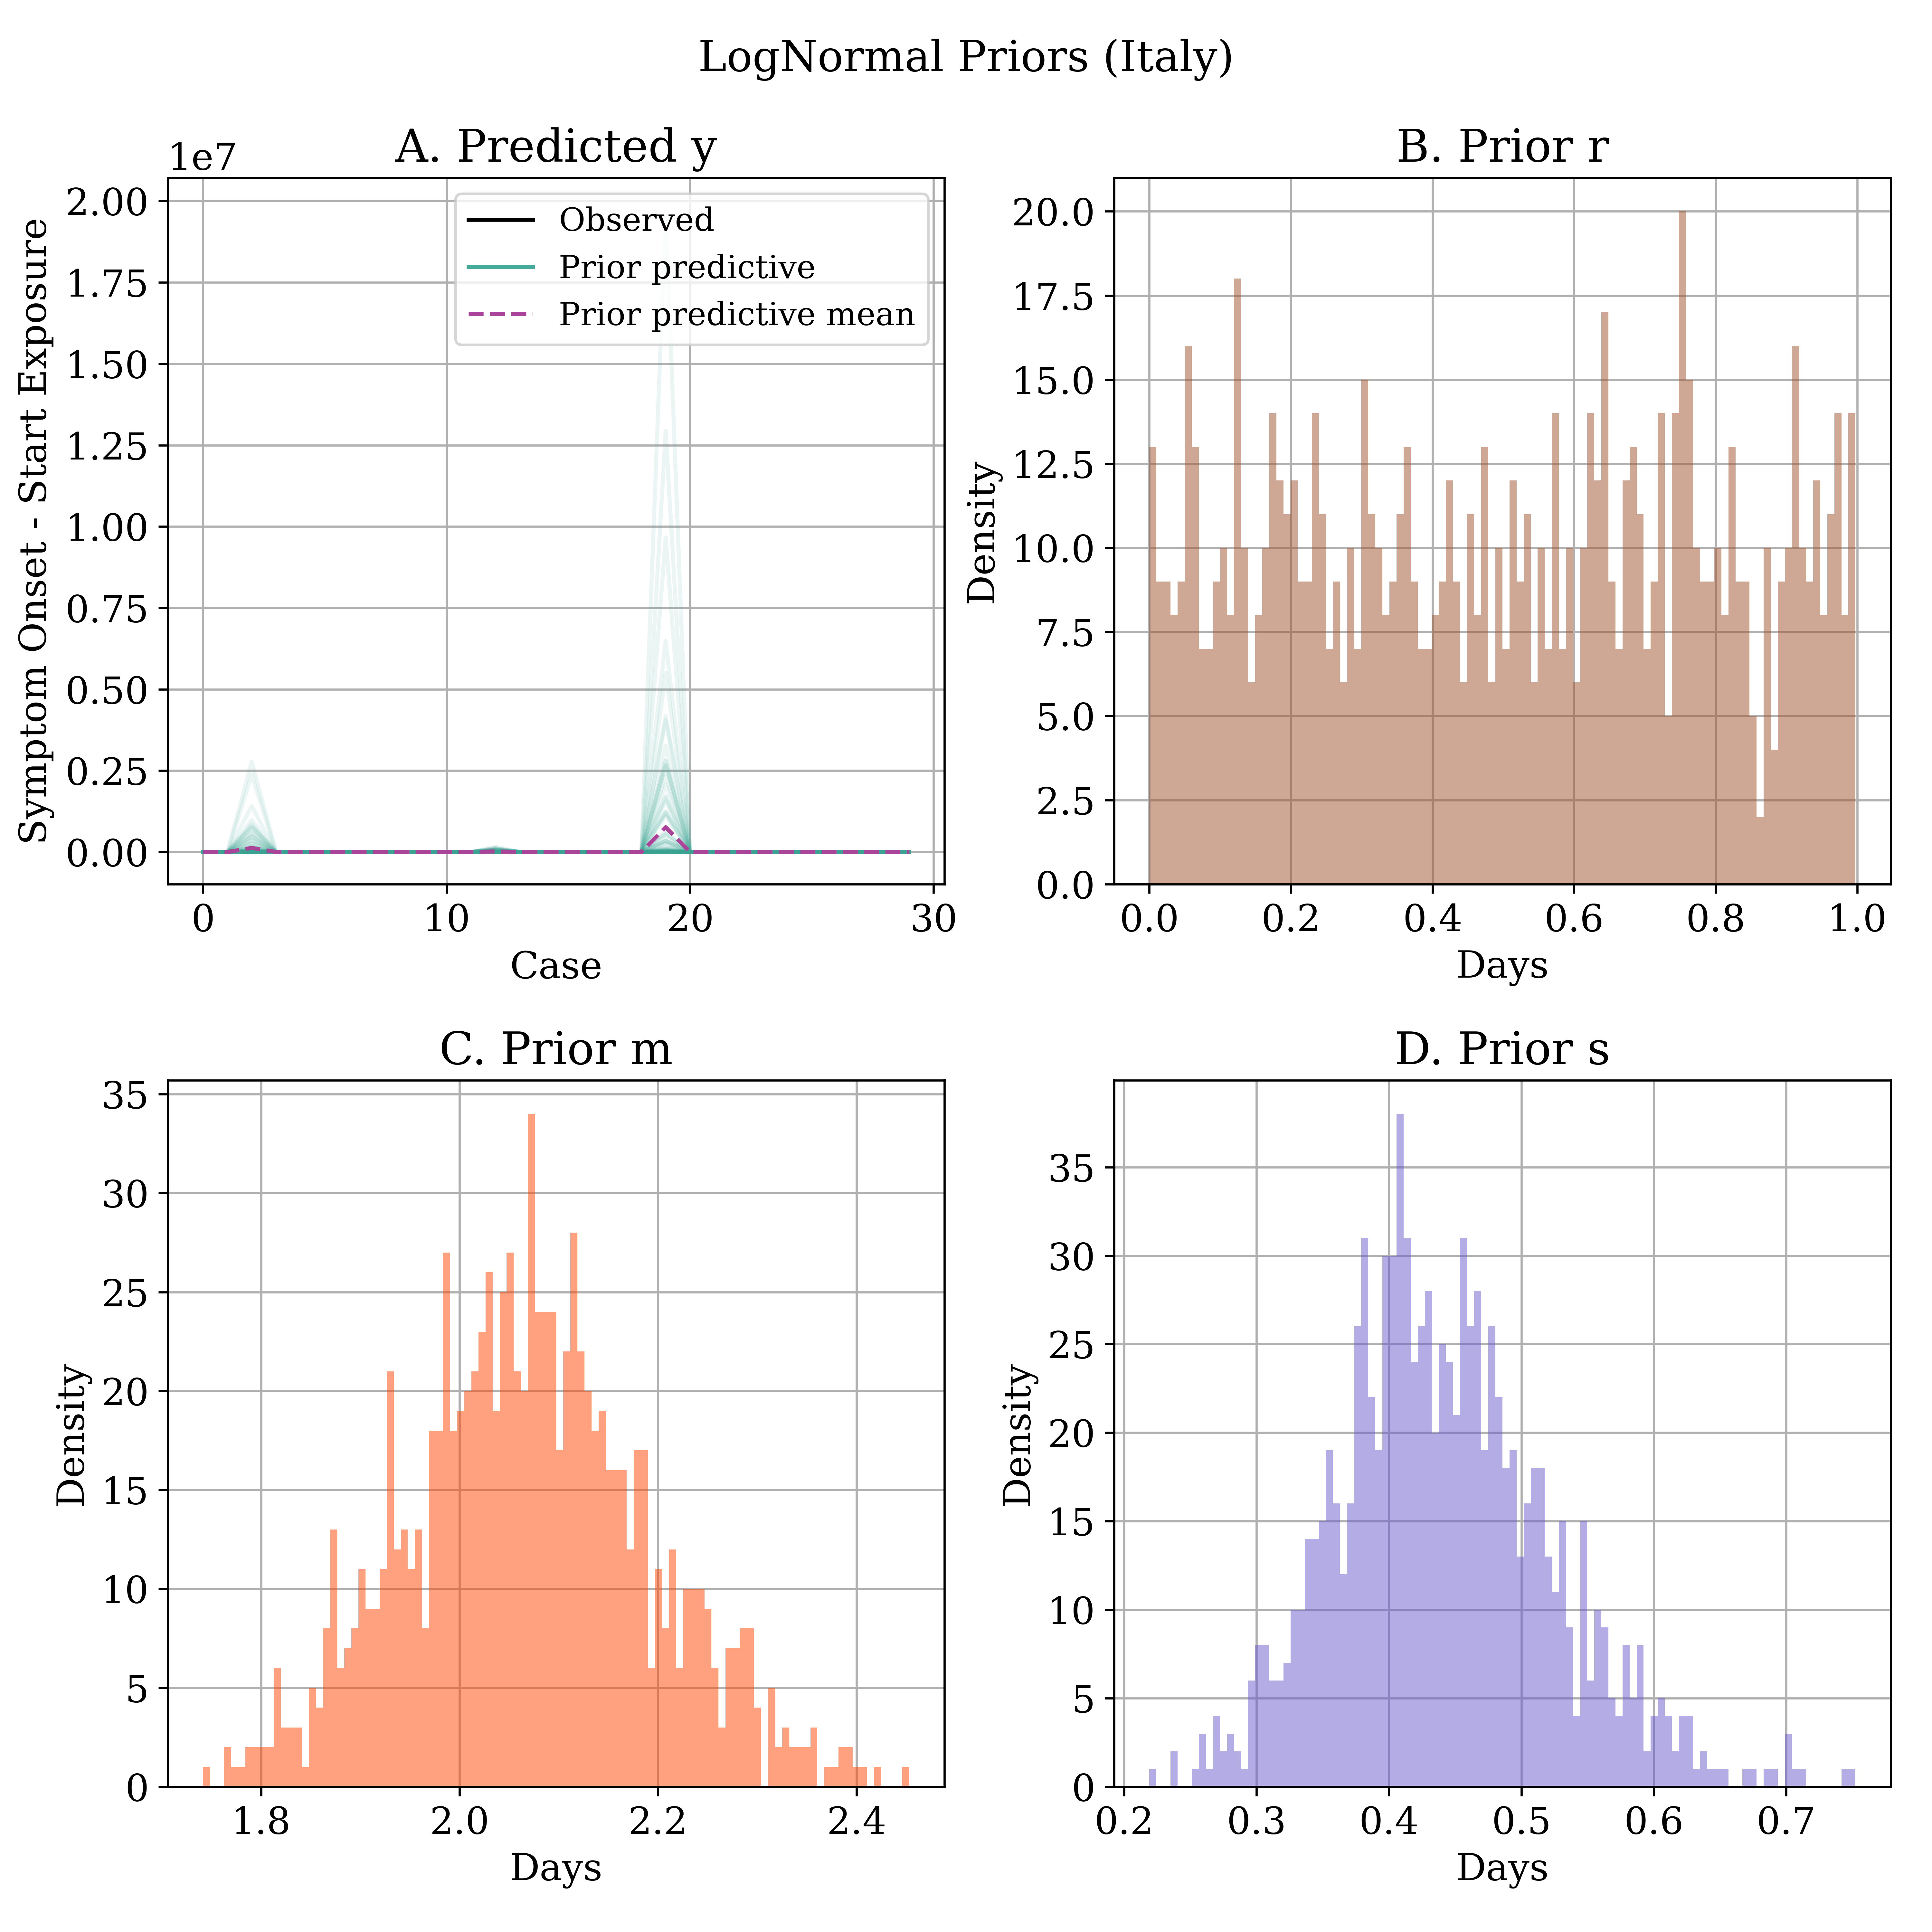 LogNormal Priors (Italy)
A. Predicted y
1e7
Symptom Onset - Start Exposure
2.00
1.75
1.50
1.25
1.00
0.75
0.50
0.25
0.00
Observed
Prior predictive
Prior predictive mean
0 10 20 30
Case
B. Prior r
Density
20.0
17.5
15.0
12.5
10.0
7.5
5.0
2.5
0.0
0.0 0.2 0.4 0.6 0.8 1.0
Days
C. Prior m
Density
35
30
25
20
15
10
5
0
1.8 2.0 2.2 2.4
Days
D. Prior s
Density
35
30
25
20
15
10
5
0
0.2 0.3 0.4 0.5 0.6 0.7
Days